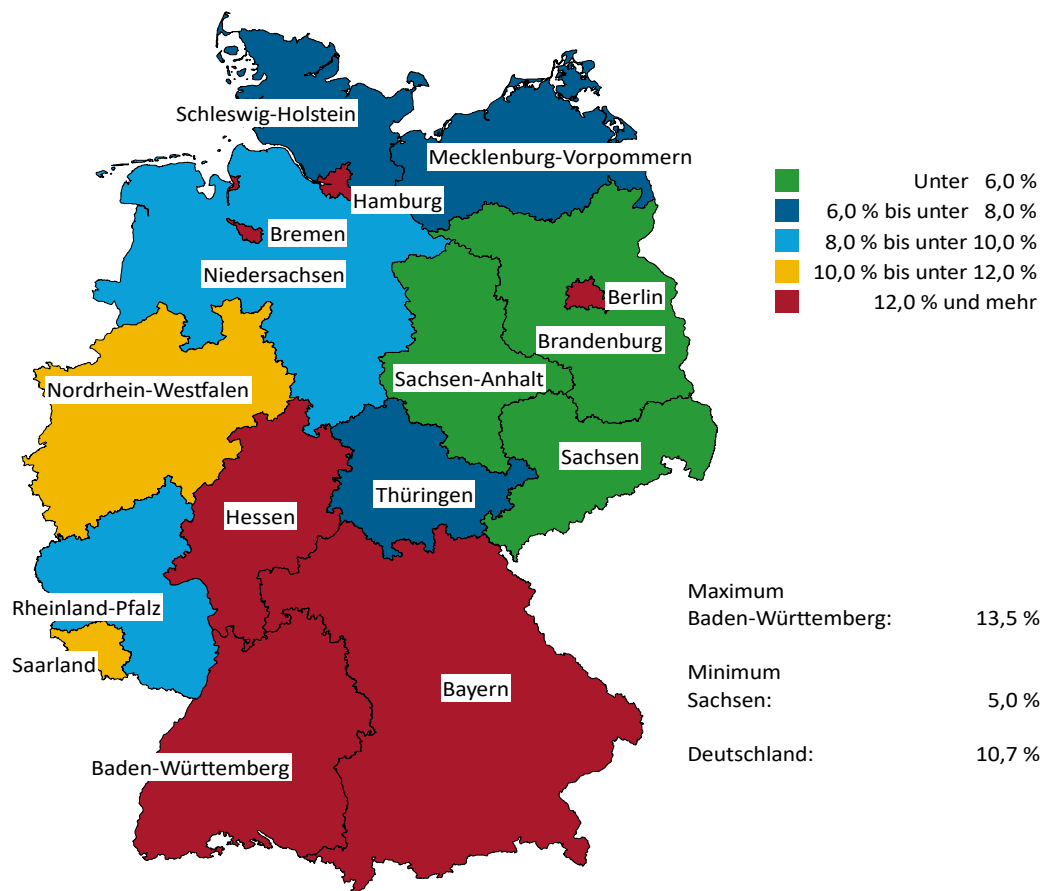 Schleswig-Holstein
Mecklenburg-Vorpommern
Hamburg
Bremen
Niedersachsen
Berlin
Brandenburg
Nordrhein-Westfalen
Sachsen-Anhalt
Sachsen
Thüringen
Hessen
Rheinland-Pfalz
Saarland
Bayern
Baden-Württemberg
Unter 6,0 %
6,0 % bis unter 8,0 %
8,0 % bis unter 10,0 %
10,0 % bis unter 12,0 %
12,0 % und mehr
Maximum
Baden-Württemberg: 13,5 %
Minimum
Sachsen: 5,0 %
Deutschland: 10,7 %